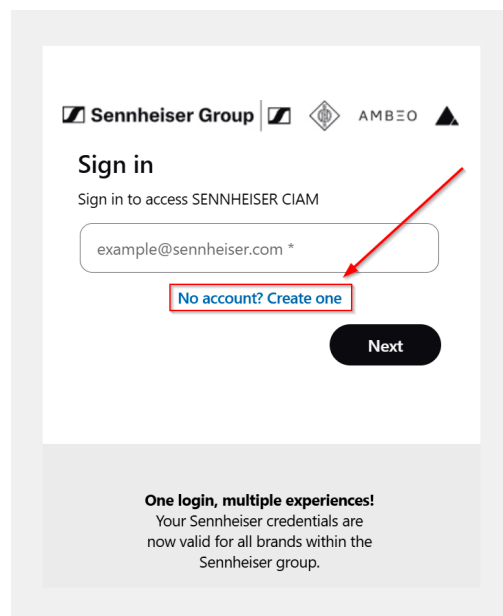 Sennheiser Group AMBEO
Sign in
Sign in to access SENNHEISER CIAM
example@sennheiser.com *
No account? Create one
Next
One login, multiple experiences!
Your Sennheiser credentials are
now valid for all brands within the
Sennheiser group.